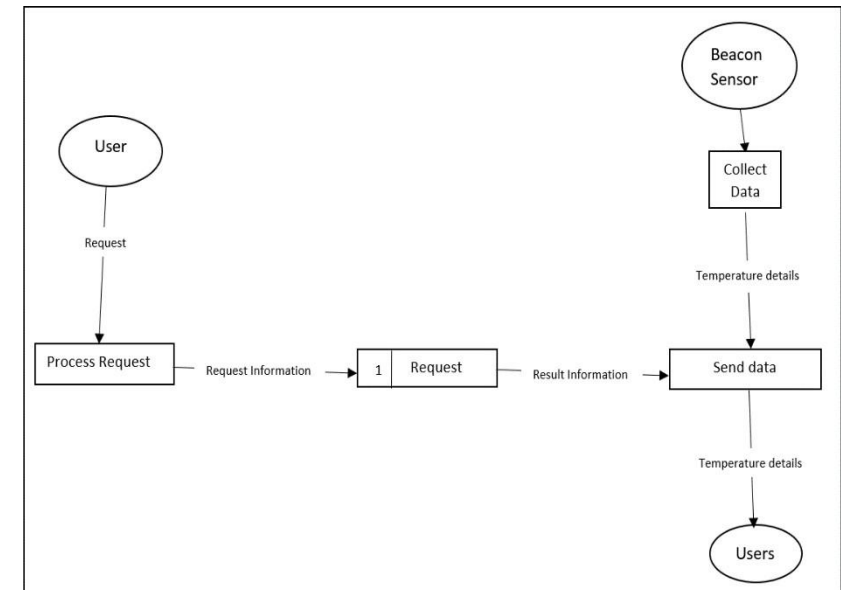 Beacon
Sensor
User
Collect
Data
Request
Temperature details
Process Request
Request Information
1 Request
Result Information
Send data
Temperature details
Users